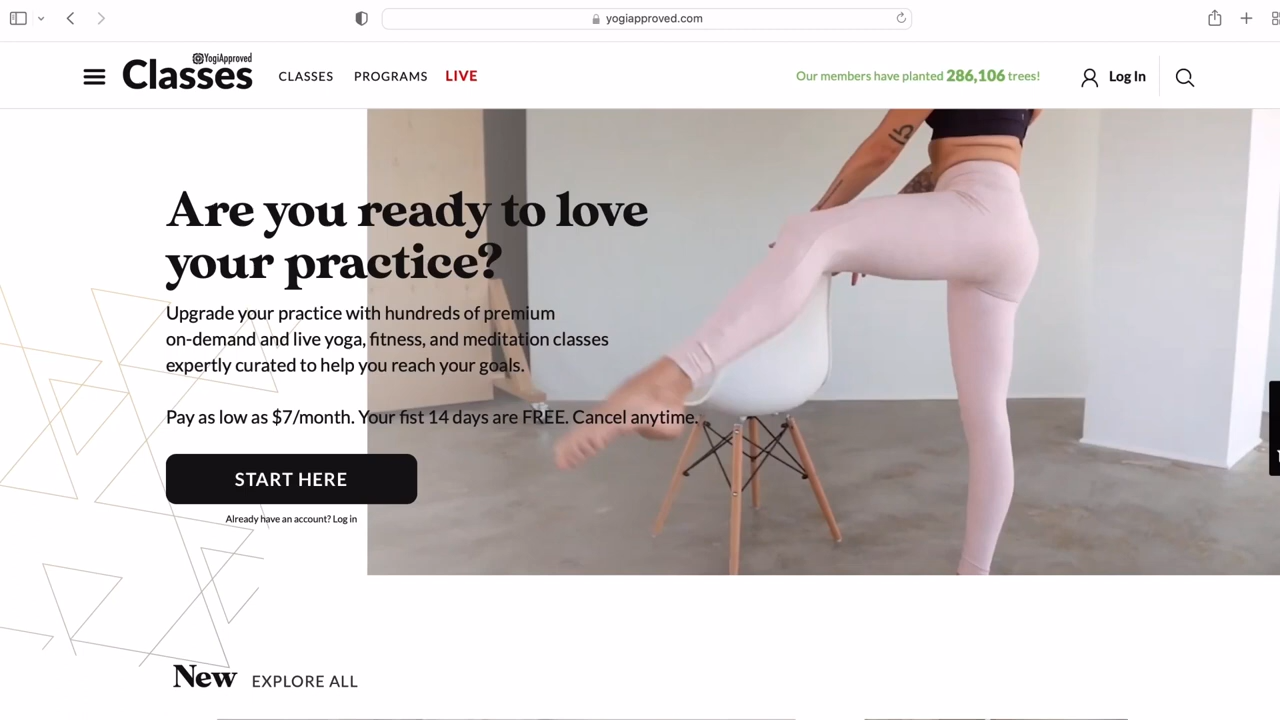 yogiapproved.com
YogiApproved
Classes
CLASSES PROGRAMS LIVE
Our members have planted 286,106 trees!
Log In
Are you ready to love
your practice?
Upgrade your practice with hundreds of premium
on-demand and live yoga, fitness, and meditation classes
expertly curated to help you reach your goals.
Pay as low as $7/month. Your fist 14 days are FREE. Cancel anytime.
START HERE
Already have an account? Log in
New EXPLORE ALL